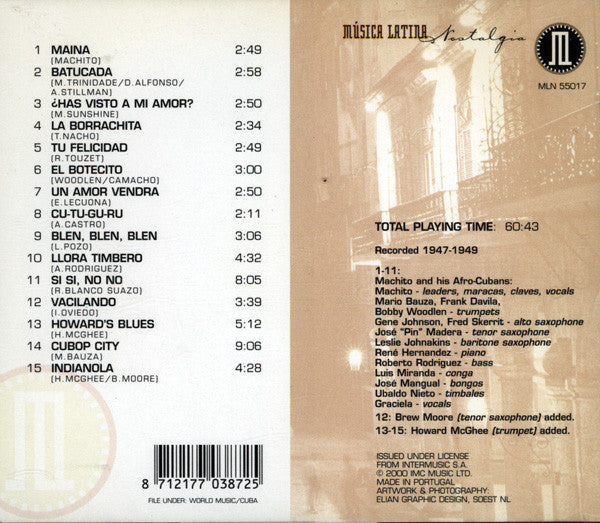 1 MAINA 2:49
(MACHITO)
2 BATUCADA 2:58
(M.TRINIDADE/D.ALFONSO/
A.STILLMAN)
3 ¿HAS VISTO A MI AMOR? 2:50
(M.SUNSHINE)
4 LA BORRACHITA 2:34
(T.NACHO)
5 TU FELICIDAD 2:49
(R.TOUZET)
6 EL BOTECITO 3:00
(WOODLEN/CAMACHO)
7 UN AMOR VENDRA 2:50
(E.LECUONA)
8 CU-TU-GU-RU 2:11
(A.CASTRO)
9 BLEN, BLEN, BLEN 3:06
(L.POZO)
10 LLORA TIMBERO 4:32
(A.RODRIGUEZ)
11 SI SI, NO NO 8:05
(R.BLANCO SUAZO)
12 VACILANDO 3:39
(I.OVIEDO)
13 HOWARD'S BLUES 5:12
(H.MCGHEE)
14 CUBOP CITY 9:06
(M.BAUZA)
15 INDIANOLA 4:28
(H.MCGHEE/B.MOORE)
8 712177 038725
FILE UNDER: WORLD MUSIC/CUBA
MÚSICA LATINA
Nostalgia
MLN 55017
TOTAL PLAYING TIME: 60:43
Recorded 1947-1949
1-11:
Machito and his Afro-Cubans:
Machito - leaders, maracas, claves, vocals
Mario Bauza, Frank Davila,
Bobby Woodlen - trumpets
Gene Johnson, Fred Skerrit - alto saxophone
José "Pin" Madera - tenor saxophone
Leslie Johnakins - baritone saxophone
René Hernandez - piano
Roberto Rodriguez - bass
Luis Miranda - conga
José Mangual - bongos
Ubaldo Nieto - timbales
Graciela - vocals
12: Brew Moore (tenor saxophone) added.
13-15: Howard McGhee (trumpet) added.
ISSUED UNDER LICENSE
FROM INTERMUSIC S.A.
© 2000 IMC MUSIC LTD.
MADE IN PORTUGAL
ARTWORK & PHOTOGRAPHY:
ELIAN GRAPHIC DESIGN, SOEST NL